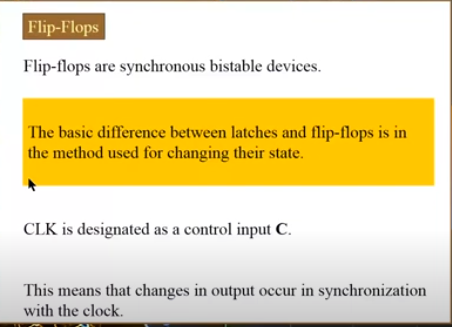 Flip-Flops
Flip-flops are synchronous bistable devices.
The basic difference between latches and flip-flops is in
the method used for changing their state.
CLK is designated as a control input C.
This means that changes in output occur in synchronization
with the clock.